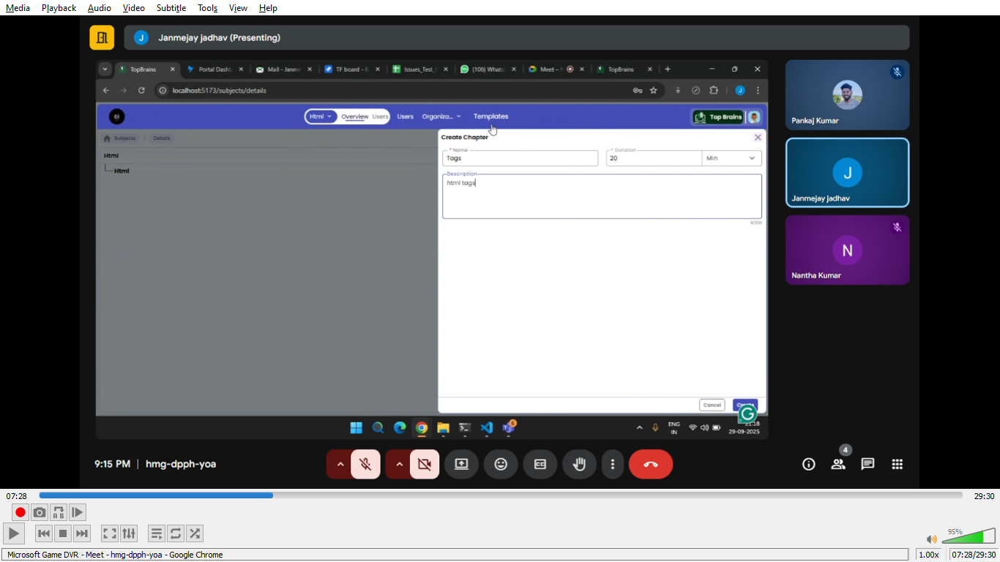 Media Playback Audio Video Subtitle Tools View Help
J Janmejay jadhav (Presenting)
TopBrains Portal Dashb Mail - Janme TF board - B Issues_Test_ (106) Whats Meet – TopBrains
localhost:5173/subjects/details J
Html Overview Users Users Organiza... Templates Top Brains
Subjects / Details
Html
Html
Create Chapter
* Name
Tags
* Duration
20 Min
Description
html tags
9/200
Cancel Create
6
ENG
IN
21:18
29-09-2025
Pankaj Kumar
J
Janmejay jadhav
N
Nantha Kumar
9:15 PM | hmg-dpph-yoa
4
07:28 29:30
A B
95%
Microsoft Game DVR - Meet - hmg-dpph-yoa - Google Chrome 1.00x 07:28/29:30